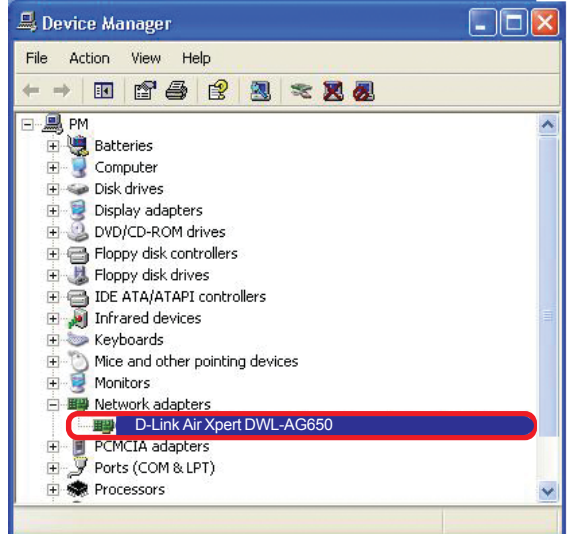 Device Manager
File Action View Help
PM
Batteries
Computer
Disk drives
Display adapters
DVD/CD-ROM drives
Floppy disk controllers
Floppy disk drives
IDE ATA/ATAPI controllers
Infrared devices
Keyboards
Mice and other pointing devices
Monitors
Network adapters
D-Link Air Xpert DWL-AG650
PCMCIA adapters
Ports (COM & LPT)
Processors